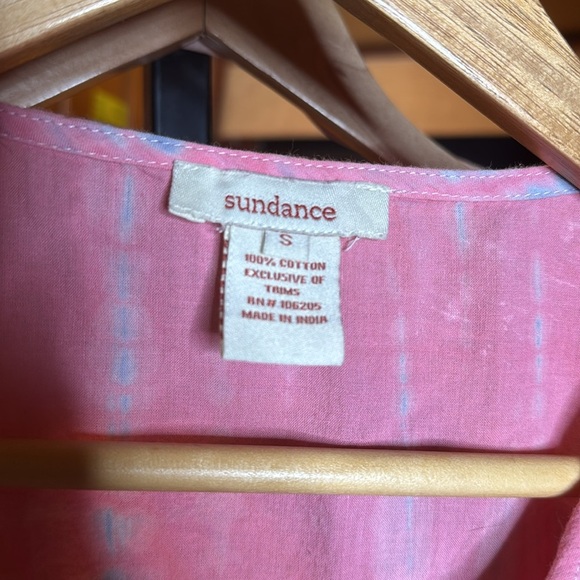 sundance
S
100% COTTON
EXCLUSIVE OF
TRIMS
RN# 106205
MADE IN INDIA